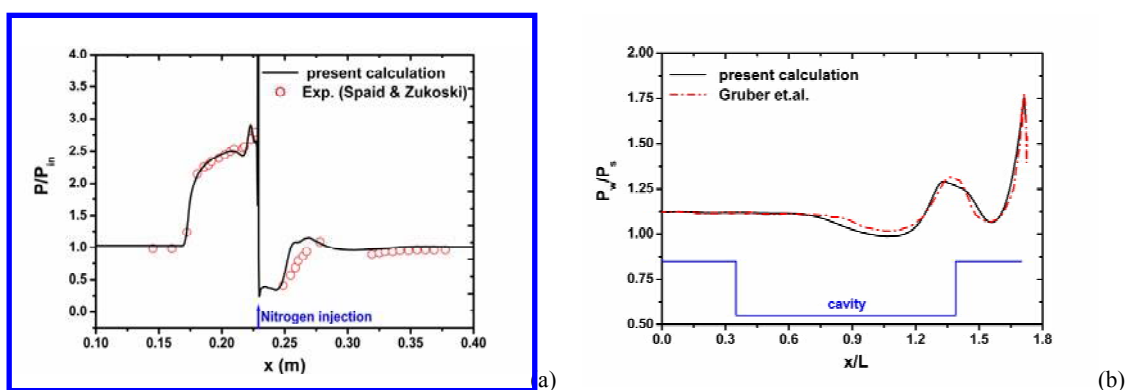 4.0
3.5
3.0
2.5
2.0
1.5
1.0
0.5
0.0
P/P_in
present calculation
Exp. (Spaid & Zukoski)
Nitrogen injection
0.10 0.15 0.20 0.25 0.30 0.35 0.40
x (m)
(a)
2.00
1.75
1.50
1.25
1.00
0.75
0.50
P_w/P_s
present calculation
Gruber et.al.
cavity
0.0 0.3 0.6 0.9 1.2 1.5 1.8
x/L
(b)